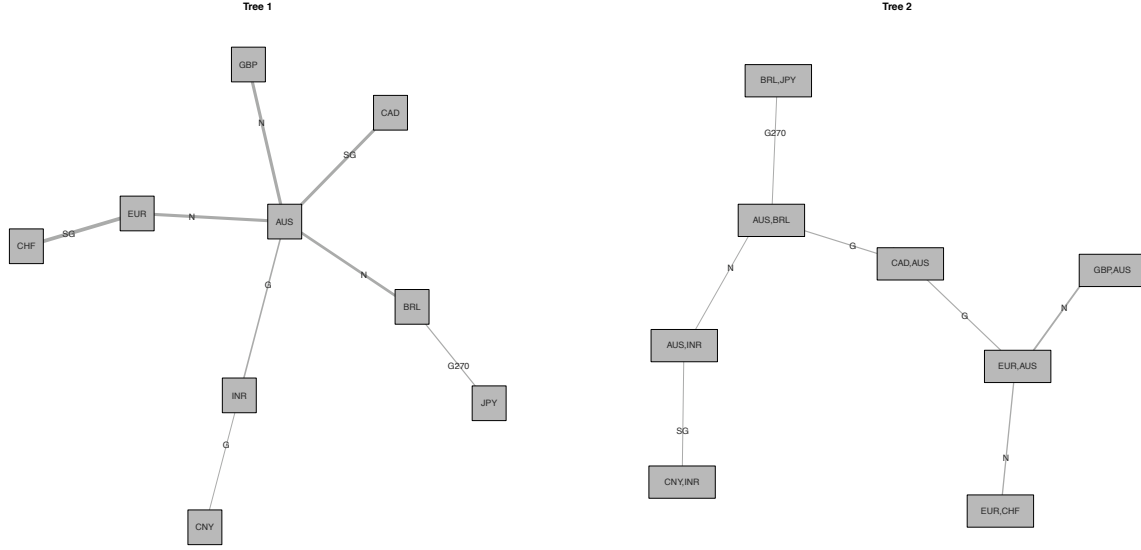 Tree 1
GBP
CAD
N
SG
EUR
N
AUS
SG
CHF
G
N
BRL
G270
INR
JPY
G
CNY
Tree 2
BRL,JPY
G270
AUS,BRL
G
CAD,AUS
GBP,AUS
N
G
N
AUS,INR
EUR,AUS
SG
N
CNY,INR
EUR,CHF